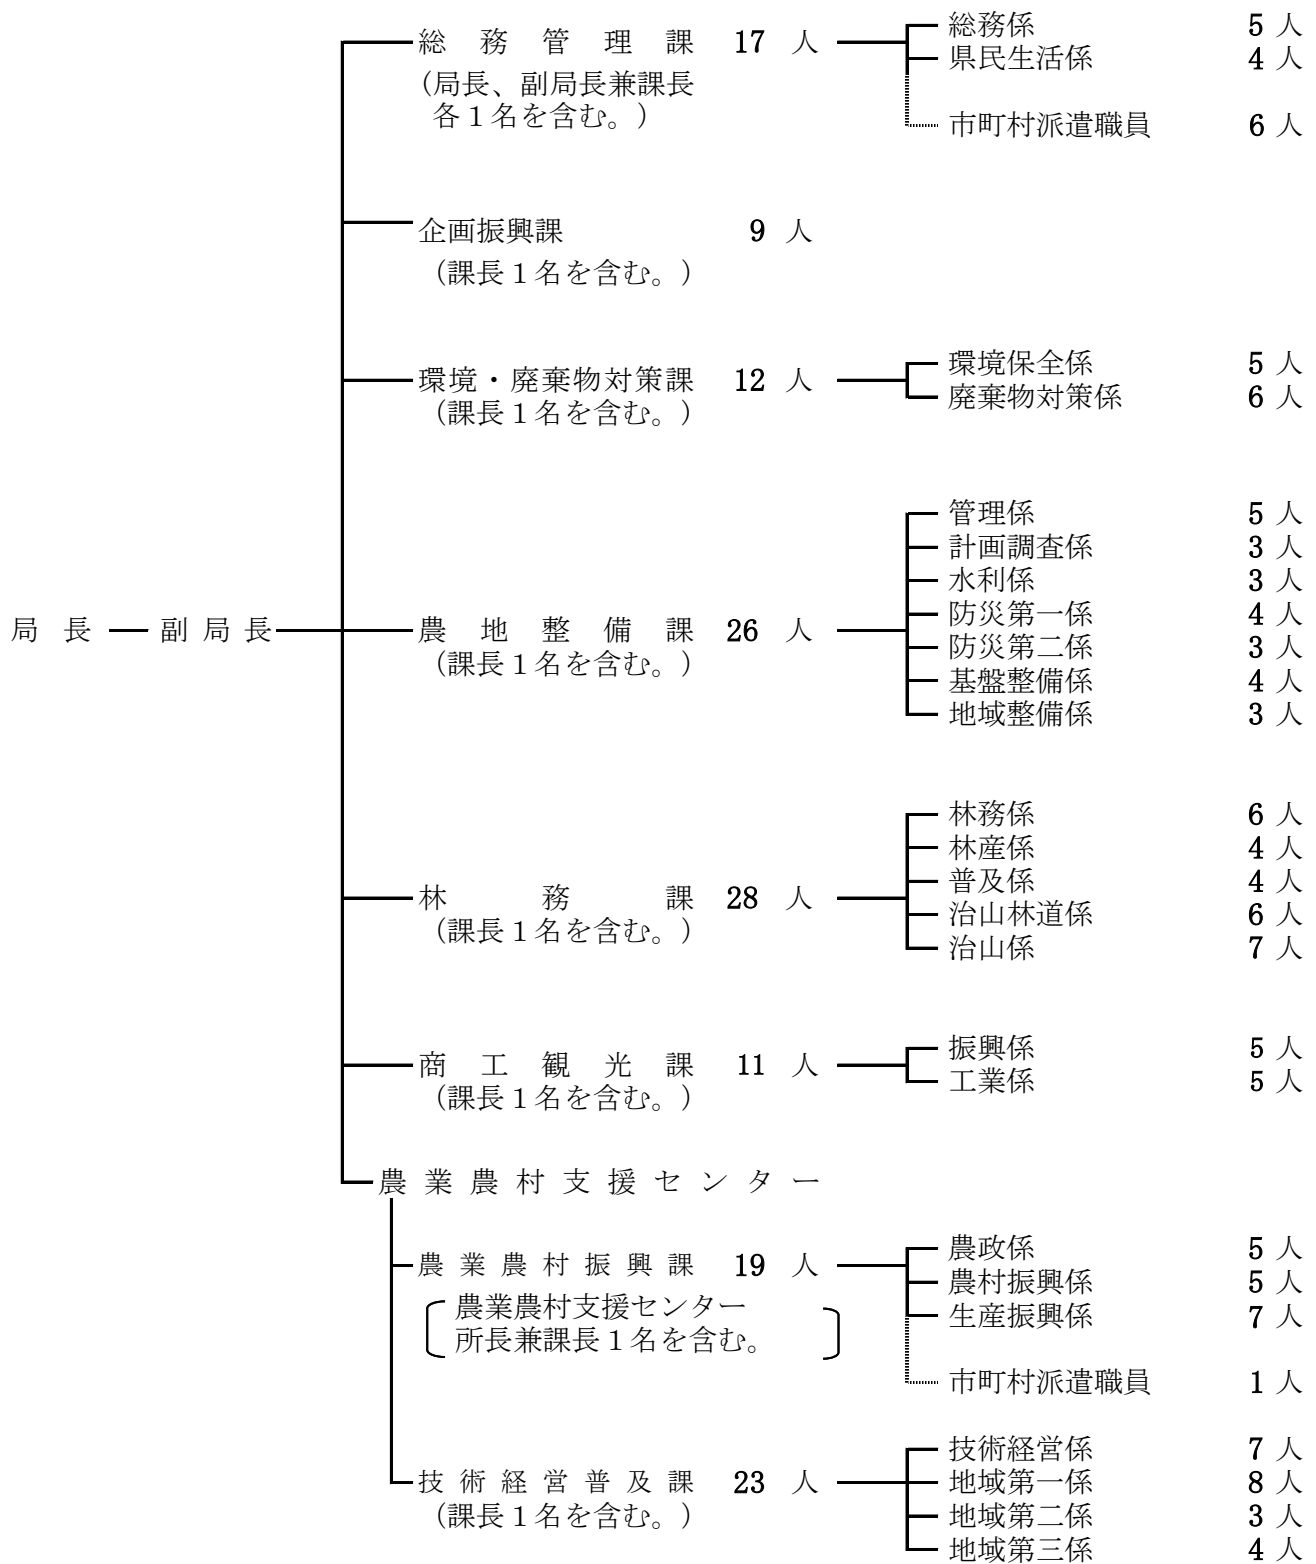 総務管理課 17 人
(局長、副局長兼課長
各１名を含む。)
総務係 5 人
県民生活係 4 人
市町村派遣職員 6 人
企画振興課 9 人
(課長１名を含む。)
環境・廃棄物対策課 12 人
(課長１名を含む。)
環境保全係 5 人
廃棄物対策係 6 人
局長 副局長
農地整備課 26 人
(課長１名を含む。)
管理係 5 人
計画調査係 3 人
水利係 3 人
防災第一係 4 人
防災第二係 3 人
基盤整備係 4 人
地域整備係 3 人
林務課 28 人
(課長１名を含む。)
林務係 6 人
林産係 4 人
普及係 4 人
治山林道係 6 人
治山係 7 人
商工観光課 11 人
(課長１名を含む。)
振興係 5 人
工業係 5 人
農業農村支援センター
農業農村振興課 19 人
農業農村支援センター
所長兼課長１名を含む。
農政係 5 人
農村振興係 5 人
生産振興係 7 人
市町村派遣職員 1 人
技術経営普及課 23 人
(課長１名を含む。)
技術経営係 7 人
地域第一係 8 人
地域第二係 3 人
地域第三係 4 人